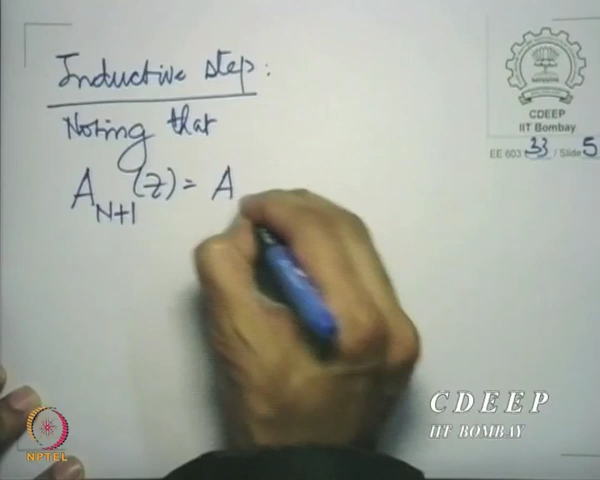 Inductive step:
Noting that
A_{N+1}(z) = A
CDEEP
IIT Bombay
EE 603 33 / Slide 5
CDEEP
IIT BOMBAY
NPTEL